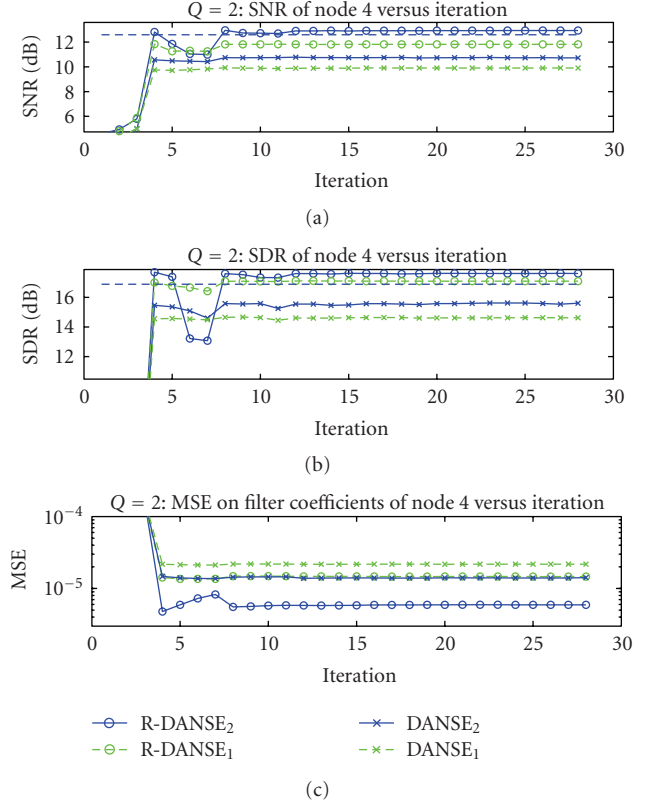 Q = 2: SNR of node 4 versus iteration
SNR (dB)
12
10
8
6
0 5 10 15 20 25 30
Iteration
(a)
Q = 2: SDR of node 4 versus iteration
SDR (dB)
16
14
12
0 5 10 15 20 25 30
Iteration
(b)
Q = 2: MSE on filter coefficients of node 4 versus iteration
MSE
10⁻⁴
10⁻⁵
0 5 10 15 20 25 30
Iteration
R-DANSE₂ DANSE₂
R-DANSE₁ DANSE₁
(c)